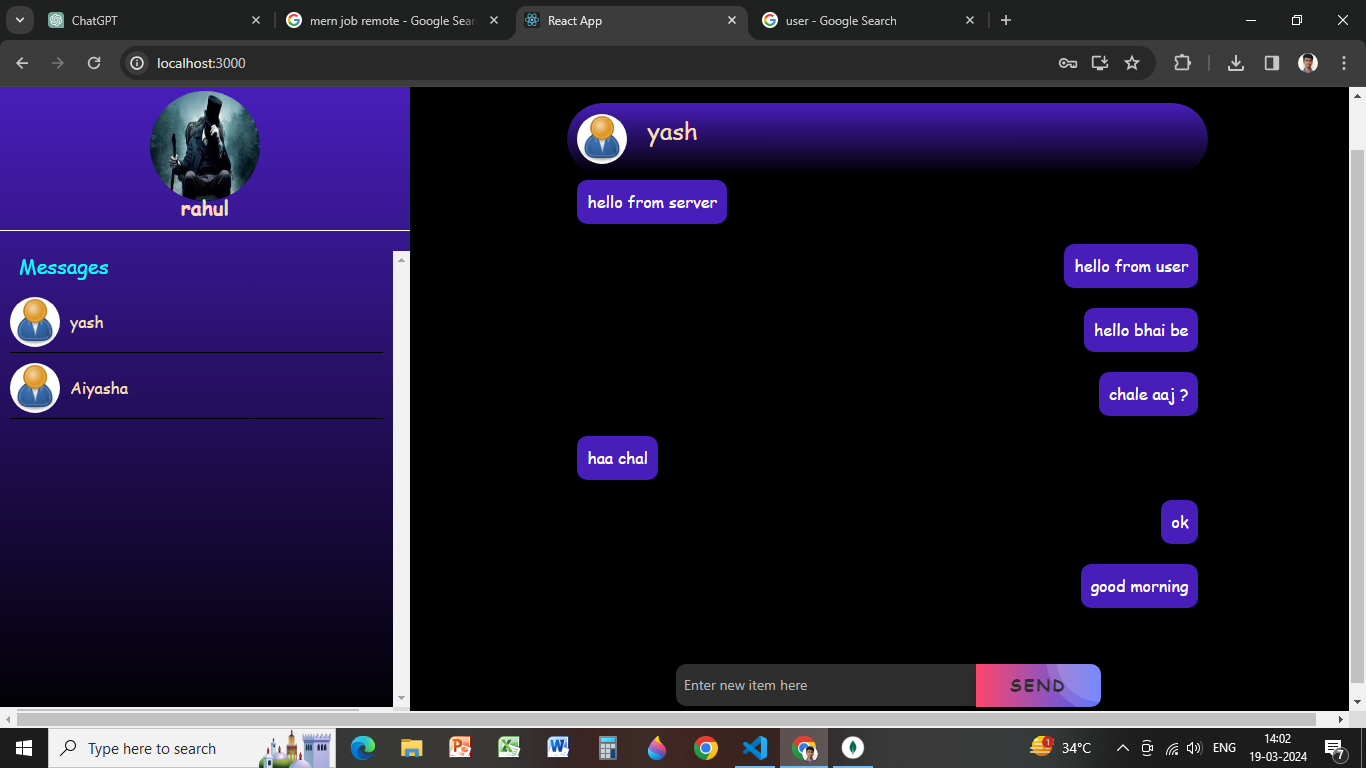 ChatGPT
mern job remote - Google Sear
React App
user - Google Search
localhost:3000
rahul
Messages
yash
Aiyasha
yash
hello from server
hello from user
hello bhai be
chale aaj ?
haa chal
ok
good morning
Enter new item here
SEND
Type here to search
34°C
ENG
14:02
19-03-2024
1
7